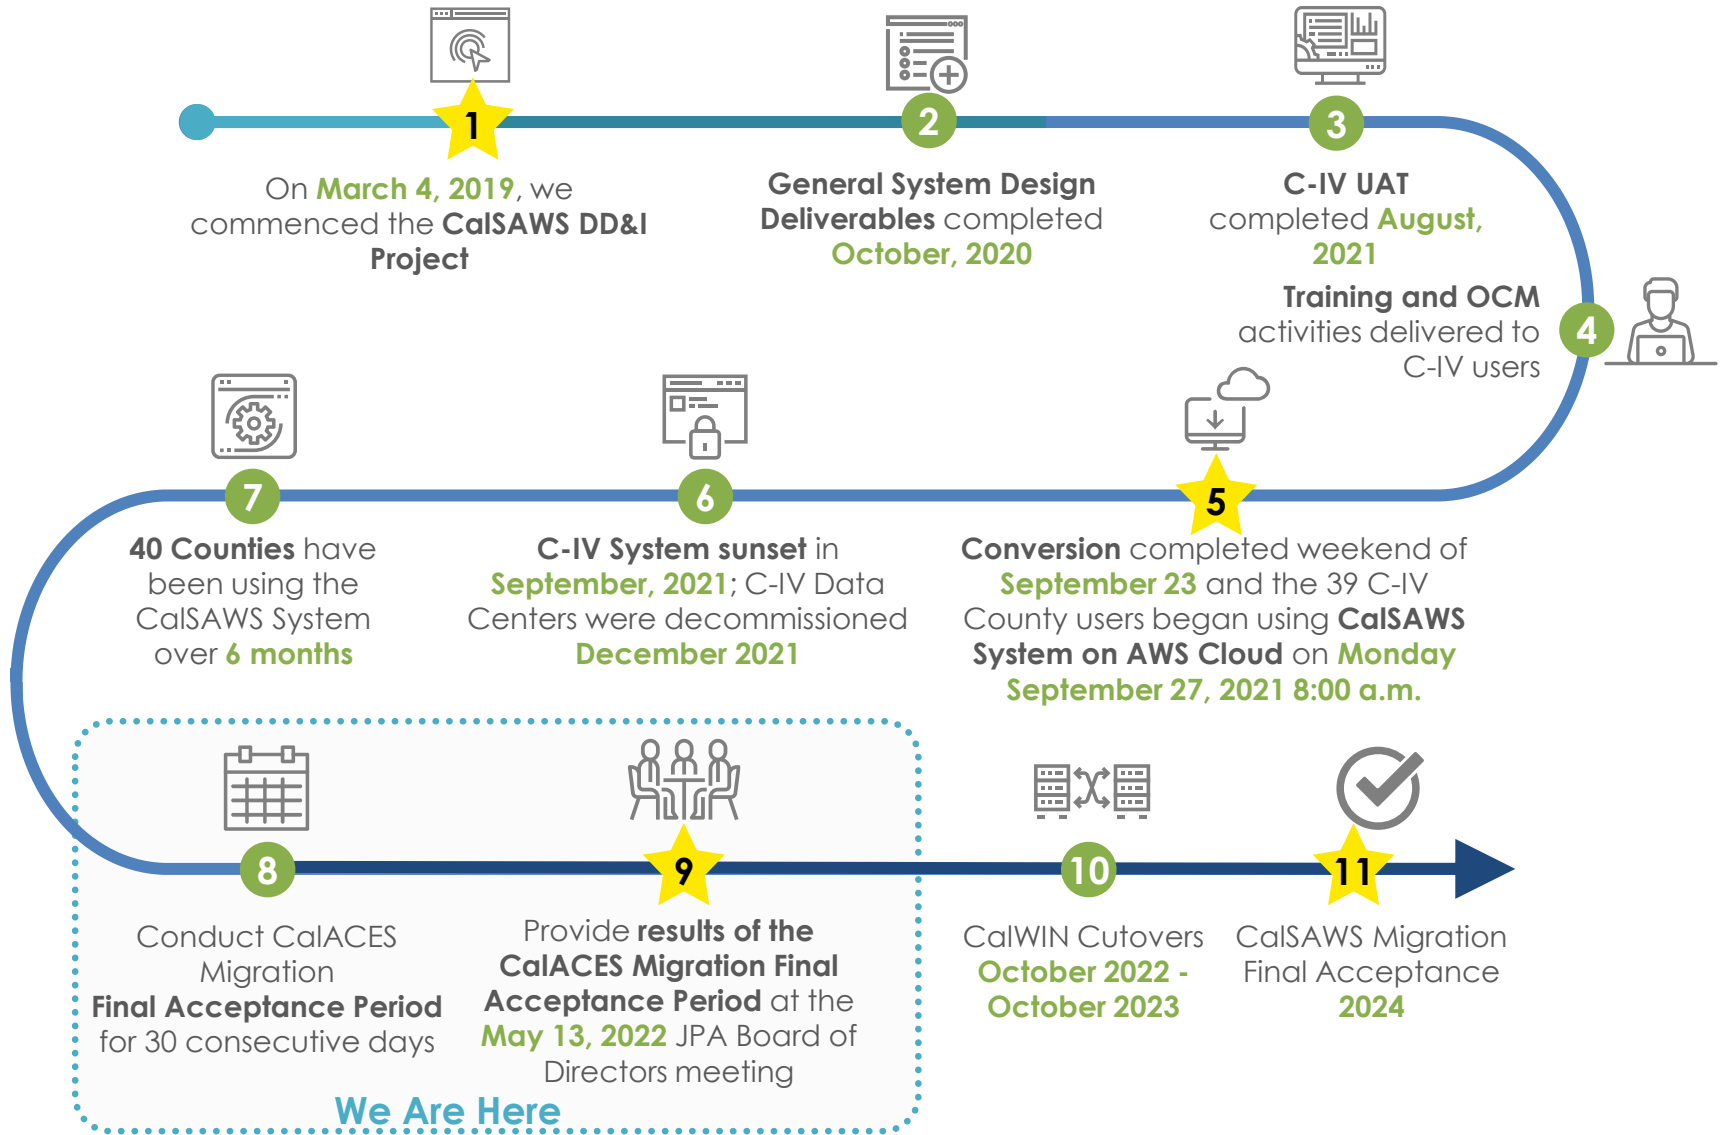 1
On March 4, 2019, we
commenced the CalSAWS DD&I
Project
2
General System Design
Deliverables completed
October, 2020
3
C-IV UAT
completed August,
2021
4
Training and OCM
activities delivered to
C-IV users
5
Conversion completed weekend of
September 23 and the 39 C-IV
County users began using CalSAWS
System on AWS Cloud on Monday
September 27, 2021 8:00 a.m.
6
C-IV System sunset in
September, 2021; C-IV Data
Centers were decommissioned
December 2021
7
40 Counties have
been using the
CalSAWS System
over 6 months
8
Conduct CalACES
Migration
Final Acceptance Period
for 30 consecutive days
9
Provide results of the
CalACES Migration Final
Acceptance Period at the
May 13, 2022 JPA Board of
Directors meeting
We Are Here
10
CalWIN Cutovers
October 2022 -
October 2023
11
CalSAWS Migration
Final Acceptance
2024